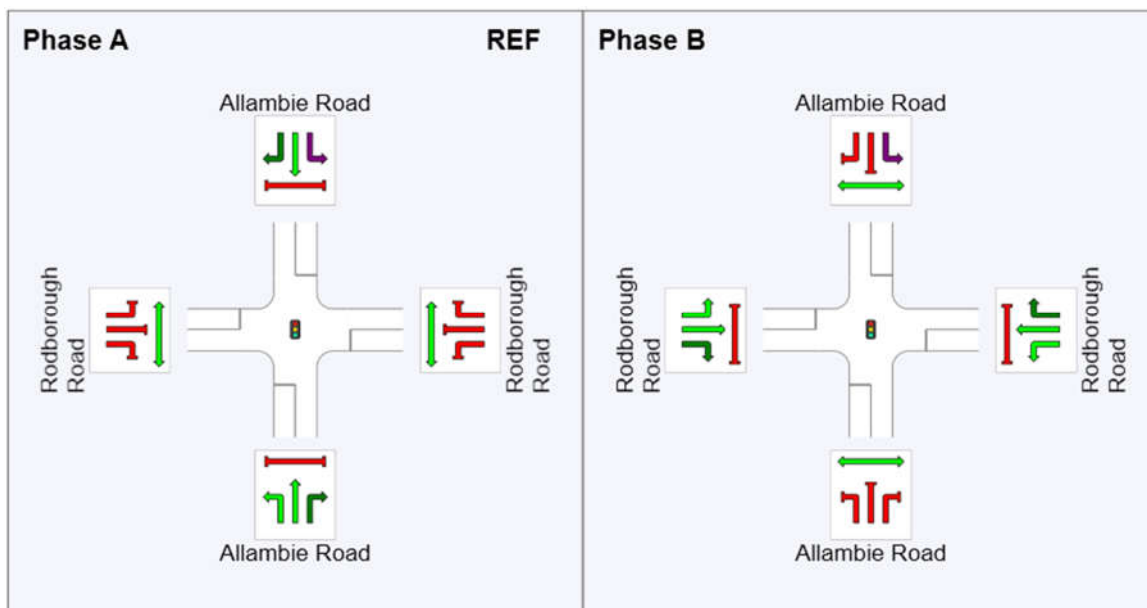 Phase A
REF
Allambie Road
Rodborough
Road
Rodborough
Road
Allambie Road
Phase B
Allambie Road
Rodborough
Road
Rodborough
Road
Allambie Road